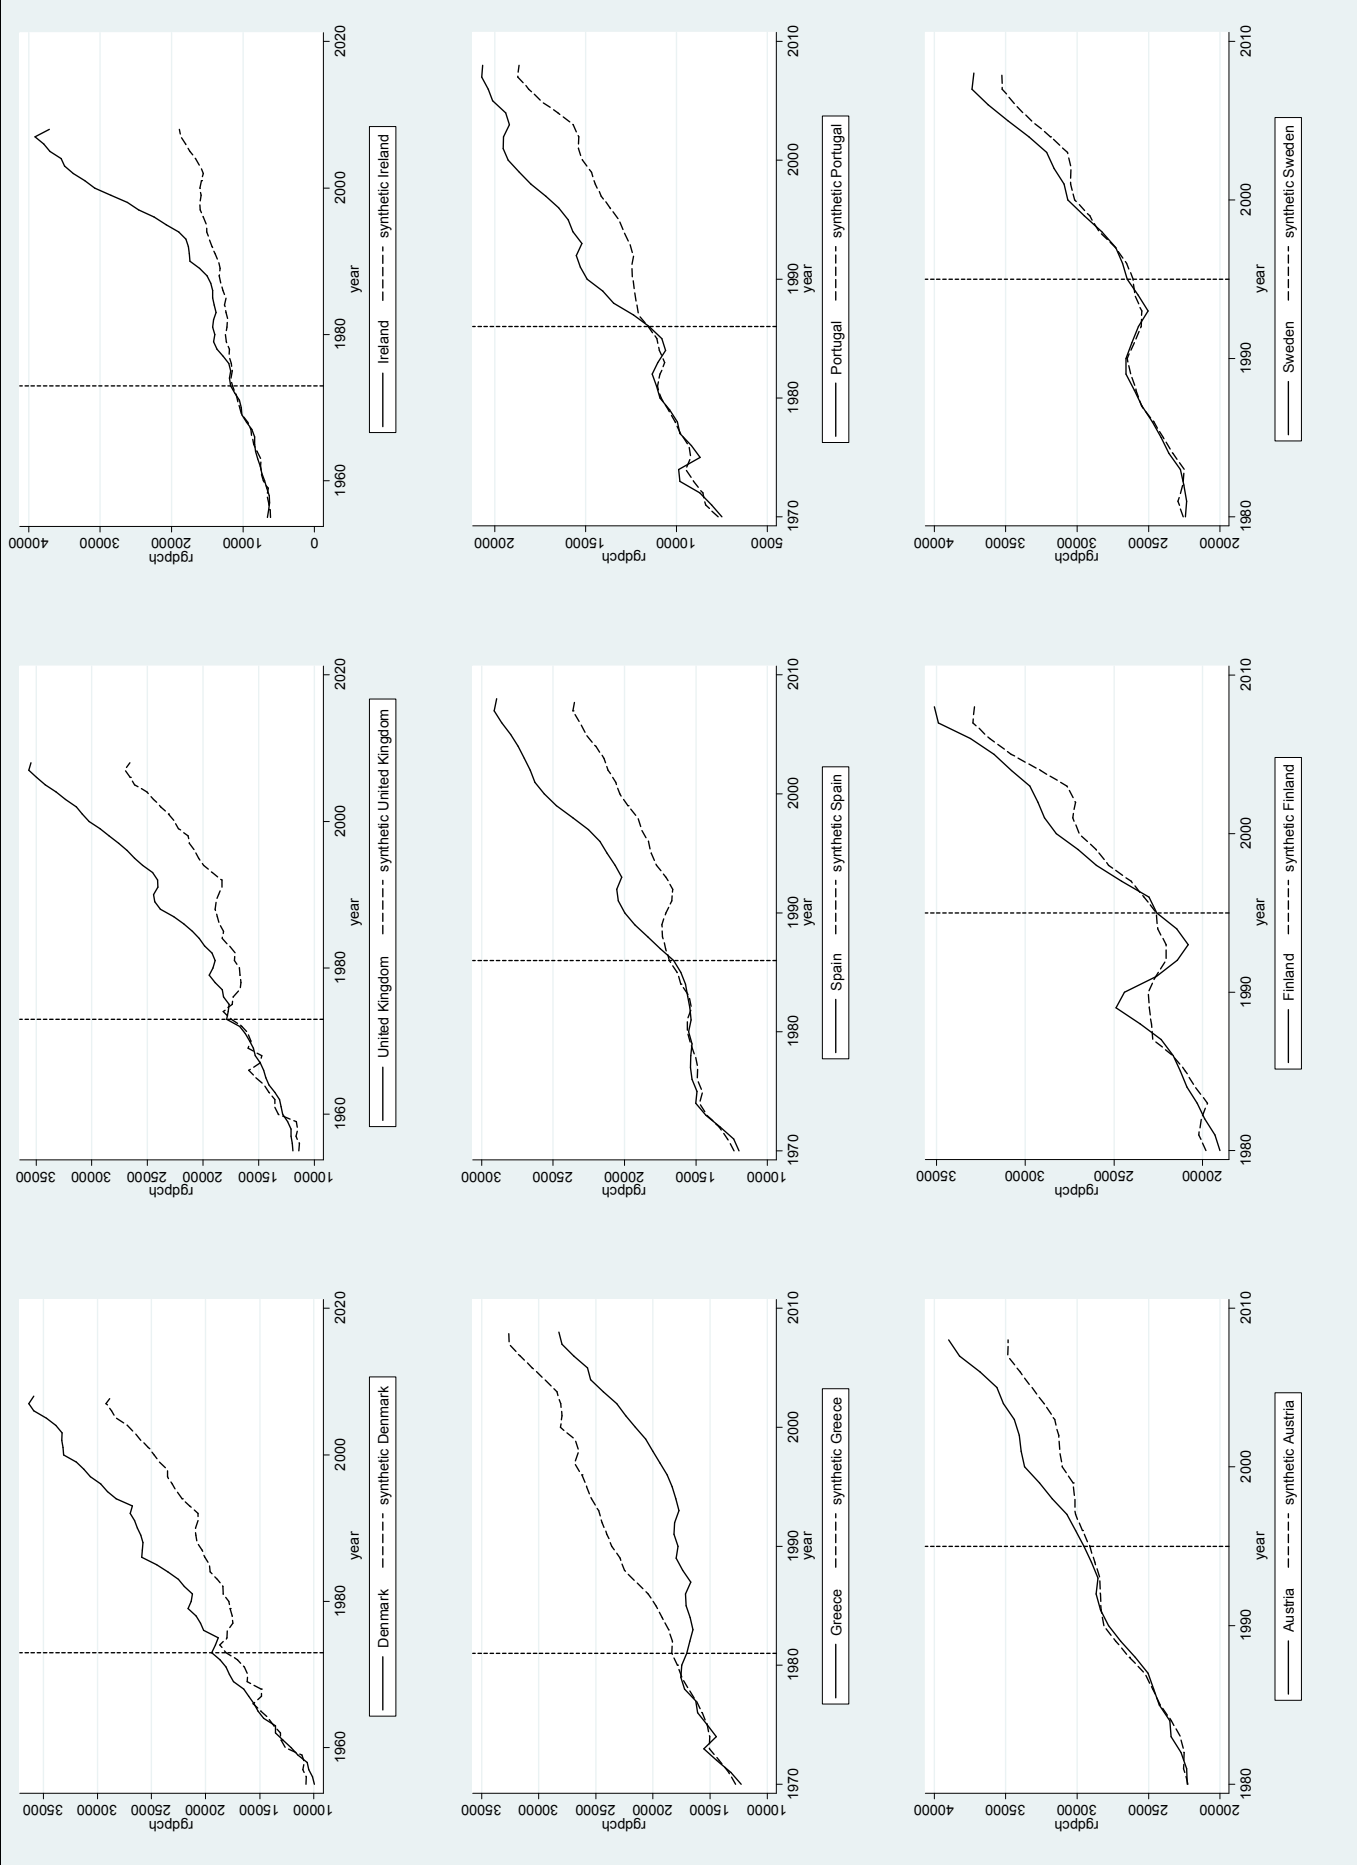 35000
30000
25000
20000
15000
10000
rgdpch
1960 1980 2000 2020
year
Denmark synthetic Denmark
35000
30000
25000
20000
15000
10000
rgdpch
1960 1980 2000 2020
year
United Kingdom synthetic United Kingdom
40000
30000
20000
10000
0
rgdpch
1960 1980 2000 2020
year
Ireland synthetic Ireland
35000
30000
25000
20000
15000
10000
rgdpch
1970 1980 1990 2000 2010
year
Greece synthetic Greece
30000
25000
20000
15000
10000
rgdpch
1970 1980 1990 2000 2010
year
Spain synthetic Spain
20000
15000
10000
5000
rgdpch
1970 1980 1990 2000 2010
year
Portugal synthetic Portugal
40000
35000
30000
25000
20000
rgdpch
1980 1990 2000 2010
year
Austria synthetic Austria
35000
30000
25000
20000
rgdpch
1980 1990 2000 2010
year
Finland synthetic Finland
40000
35000
30000
25000
20000
rgdpch
1980 1990 2000 2010
year
Sweden synthetic Sweden